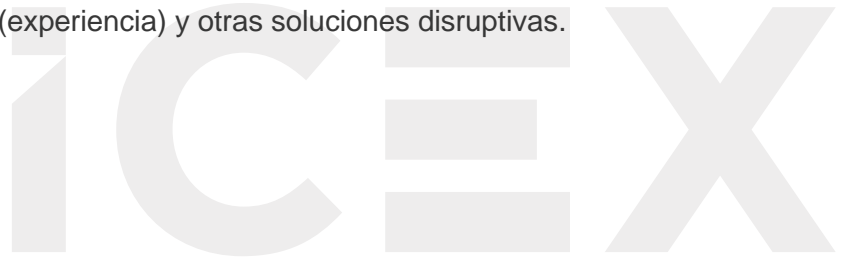 (experiencia) y otras soluciones disruptivas.
iCEX